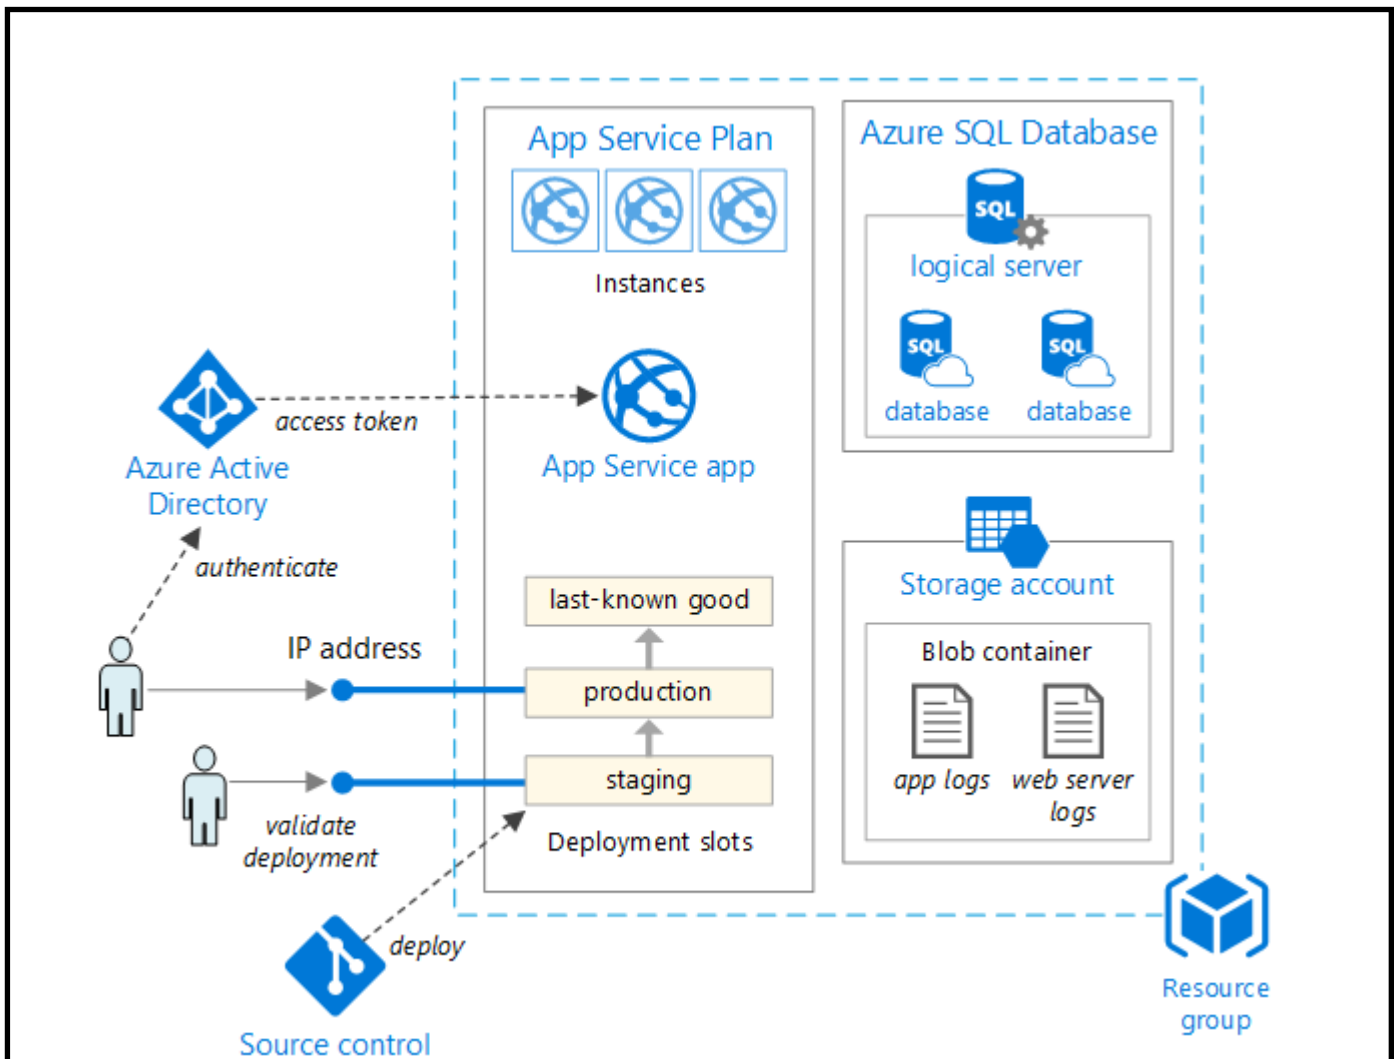 App Service Plan
Instances
App Service app
last-known good
production
staging
Deployment slots
Azure SQL Database
SQL
logical server
SQL
SQL
database
database
Storage account
Blob container
app logs
web server
logs
access token
Azure Active
Directory
authenticate
IP address
validate
deployment
deploy
Source control
Resource
group